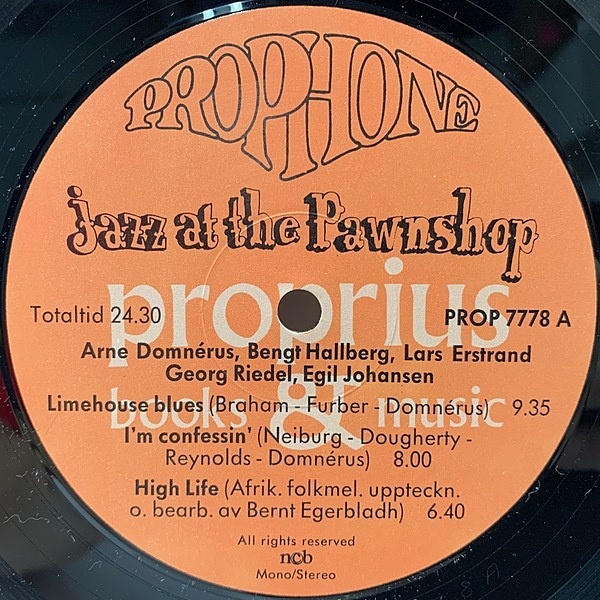 PROPHONE
Jazz at the Pawnshop
proprius
Totaltid 24.30 PROP 7778 A
Arne Domnérus, Bengt Hallberg, Lars Erstrand
Georg Riedel, Egil Johansen
books & music
Limehouse blues (Braham - Furber - Domnérus) 9.35
I'm confessin' (Neiburg - Dougherty -
Reynolds - Domnérus) 8.00
High Life (Afrik. folkmel. uppteckn.
o. bearb. av Bernt Egerbladh) 6.40
All rights reserved
ncb
Mono/Stereo